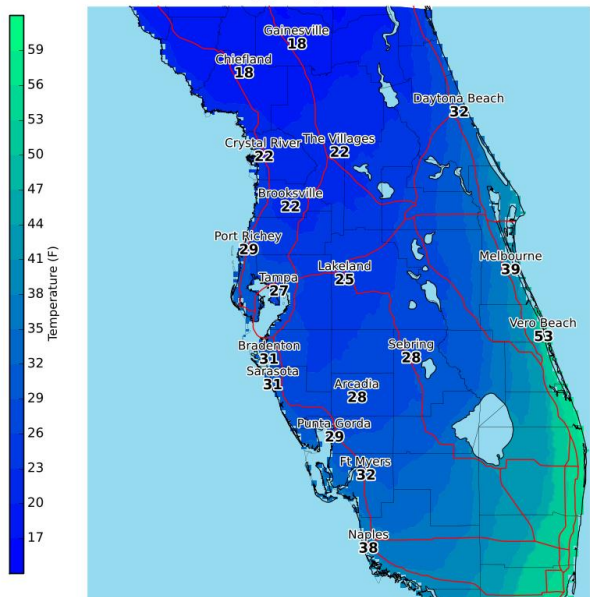 59
56
53
50
47
44
41
38
35
32
29
26
23
20
17
Temperature (F)
Gainesville
18
Chiefland
18
Daytona Beach
32
Crystal River
22
The Villages
22
Brooksville
22
Port Richey
29
Melbourne
39
Lakeland
25
Tampa
27
Vero Beach
53
Bradenton
31
Sebring
28
Sarasota
31
Arcadia
28
Punta Gorda
29
Ft Myers
32
Naples
38